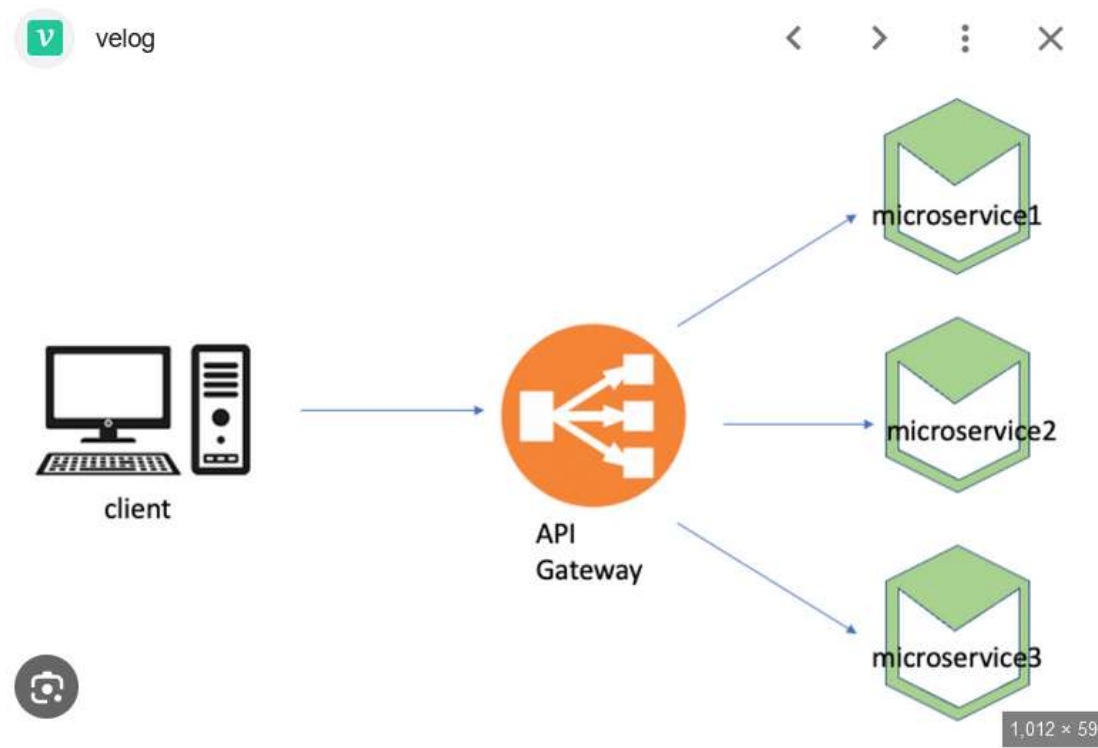 velog
microservice1
microservice2
client
API
Gateway
microservice3
1,012 × 59